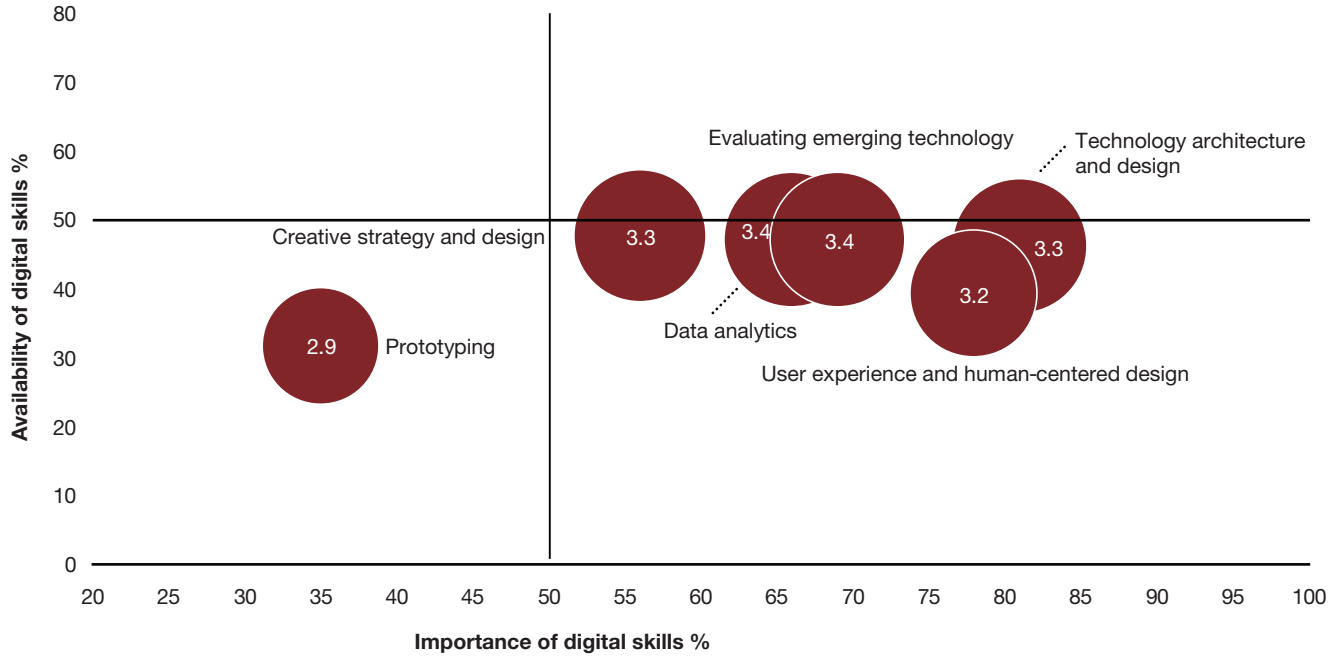 80
70
Evaluating emerging technology
Technology architecture
and design
60
50
Creative strategy and design
3.3
3.4
3.4
3.3
40
3.2
Data analytics
2.9
Prototyping
30
User experience and human-centered design
20
10
0
Availability of digital skills %
20 25 30 35 40 45 50 55 60 65 70 75 80 85 90 95 100
Importance of digital skills %